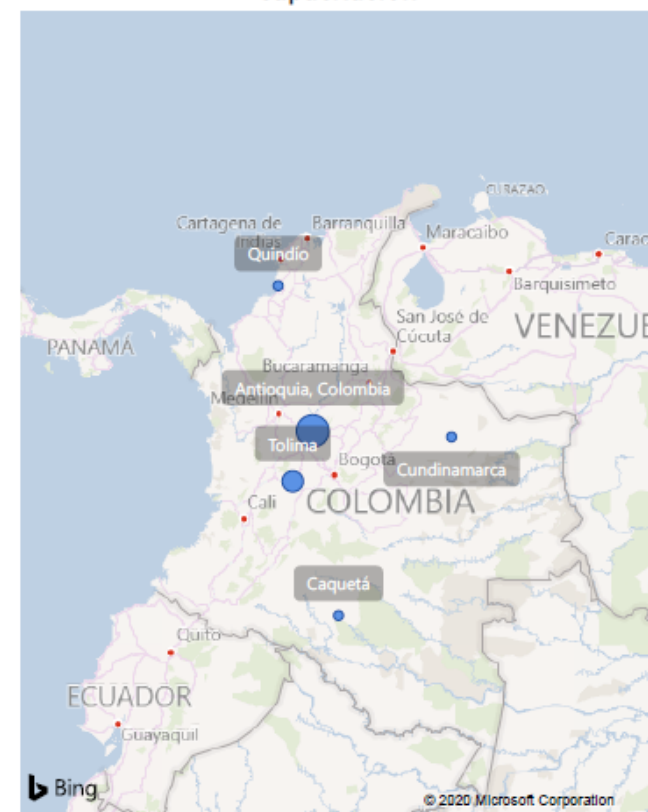 CURAZAO
Cartagena de
Indias
Barranquilla
Maracaibo
Carac
Quindío
Barquisimeto
San José de
Cúcuta
VENEZUE
PANAMÁ
Bucaramanga
Antioquia, Colombia
Medellín
Tolima
Bogotá
Cundinamarca
Cali
COLOMBIA
Caquetá
Quito
ECUADOR
Guayaquil
Bing
© 2020 Microsoft Corporation